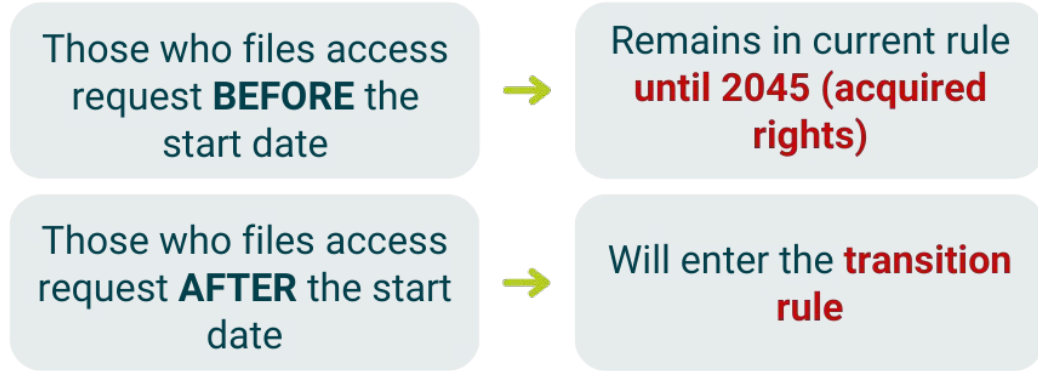 Those who files access
request BEFORE the
start date
Remains in current rule
until 2045 (acquired
rights)
Those who files access
request AFTER the start
date
Will enter the transition
rule